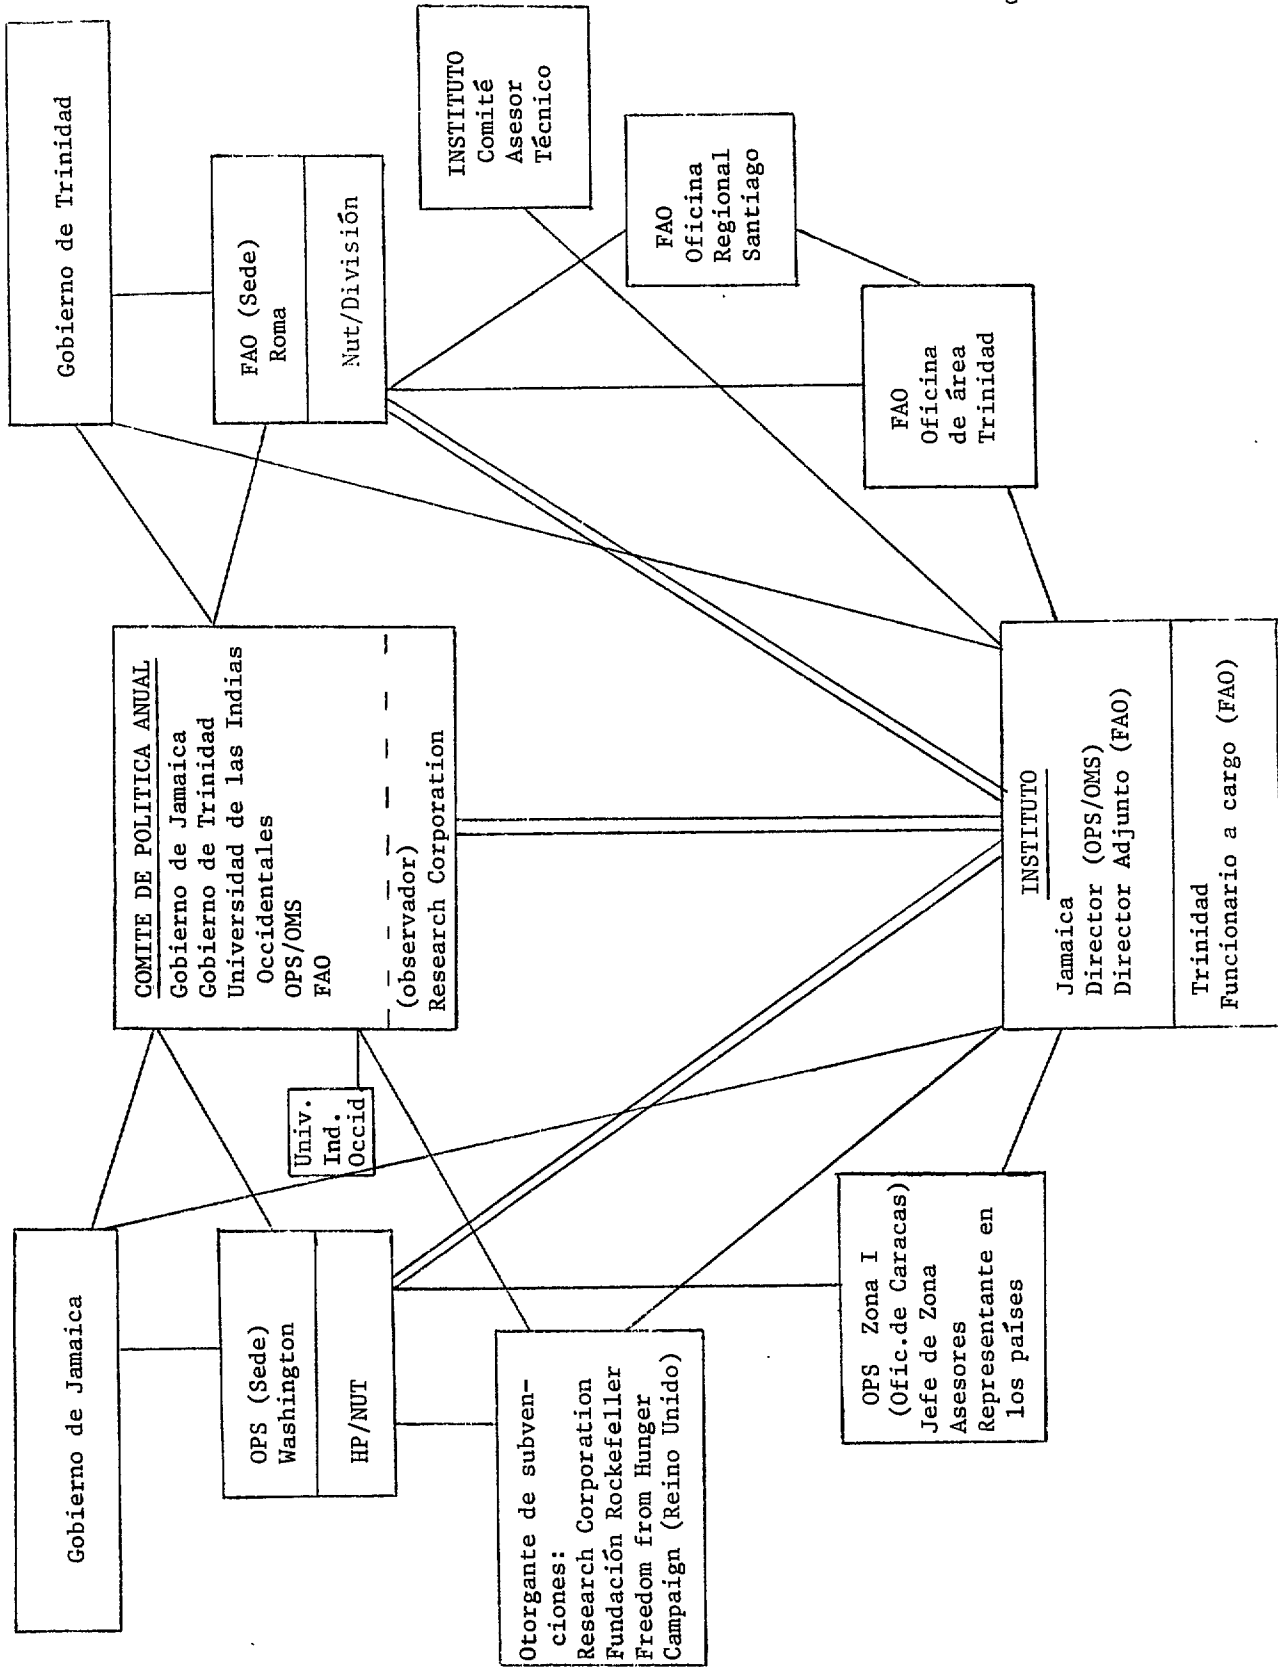 Gobierno de Jamaica
Gobierno de Trinidad
OPS (Sede)
Washington
HP/NUT
COMITE DE POLITICA ANUAL
Gobierno de Jamaica
Gobierno de Trinidad
Universidad de las Indias
Occidentales
OPS/OMS
FAO
(observador)
Research Corporation
FAO (Sede)
Roma
Nut/División
Univ.
Ind.
Occid.
INSTITUTO
Comité
Asesor
Técnico
Otorgante de subven-
ciones:
Research Corporation
Fundación Rockefeller
Freedom from Hunger
Campaign (Reino Unido)
FAO
Oficina
Regional
Santiago
OPS Zona I
(Ofic.de Caracas)
Jefe de Zona
Asesores
Representante en
los países
FAO
Oficina
de área
Trinidad
INSTITUTO
Jamaica
Director (OPS/OMS)
Director Adjunto (FAO)
Trinidad
Funcionario a cargo (FAO)